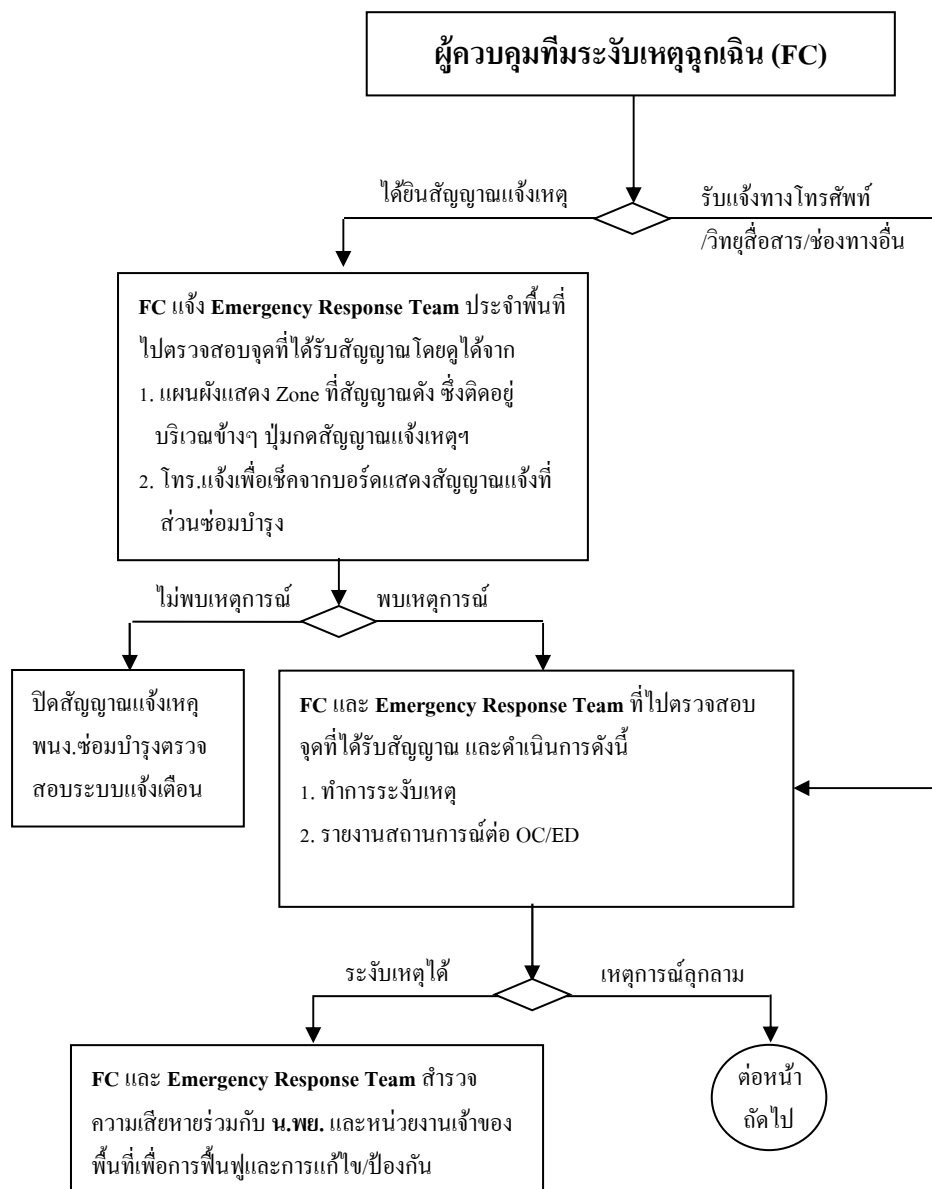 ผู้ควบคุมทีมระงับเหตุฉุกเฉิน (FC)
ได้ยินสัญญาณแจ้งเหตุ
รับแจ้งทางโทรศัพท์
/วิทยุสื่อสาร/ช่องทางอื่น
FC แจ้ง Emergency Response Team ประจำพื้นที่
ไปตรวจสอบจุดที่ได้รับสัญญาณโดยดูได้จาก
1. แผนผังแสดง Zone ที่สัญญาณดัง ซึ่งติดอยู่
บริเวณข้างๆ ปุ่มกดสัญญาณแจ้งเหตุฯ
2. โทร.แจ้งเพื่อเช็คจากบอร์ดแสดงสัญญาณแจ้งที่
ส่วนซ่อมบำรุง
ไม่พบเหตุการณ์
พบเหตุการณ์
ปิดสัญญาณแจ้งเหคุ
พนง.ซ่อมบำรุงตรวจ
สอบระบบแจ้งเตือน
FC และ Emergency Response Team ที่ไปตรวจสอบ
จุดที่ได้รับสัญญาณ และดำเนินการดังนี้
1. ทำการระงับเหตุ
2. รายงานสถานการณ์ต่อ OC/ED
ระงับเหตุได้
เหตุการณ์ลุกลาม
FC และ Emergency Response Team สำรวจ
ความเสียหายร่วมกับ น.พย. และหน่วยงานเจ้าของ
พื้นที่เพื่อการฟื้นฟูและการแก้ไข/ป้องกัน
ต่อหน้า
ถัดไป